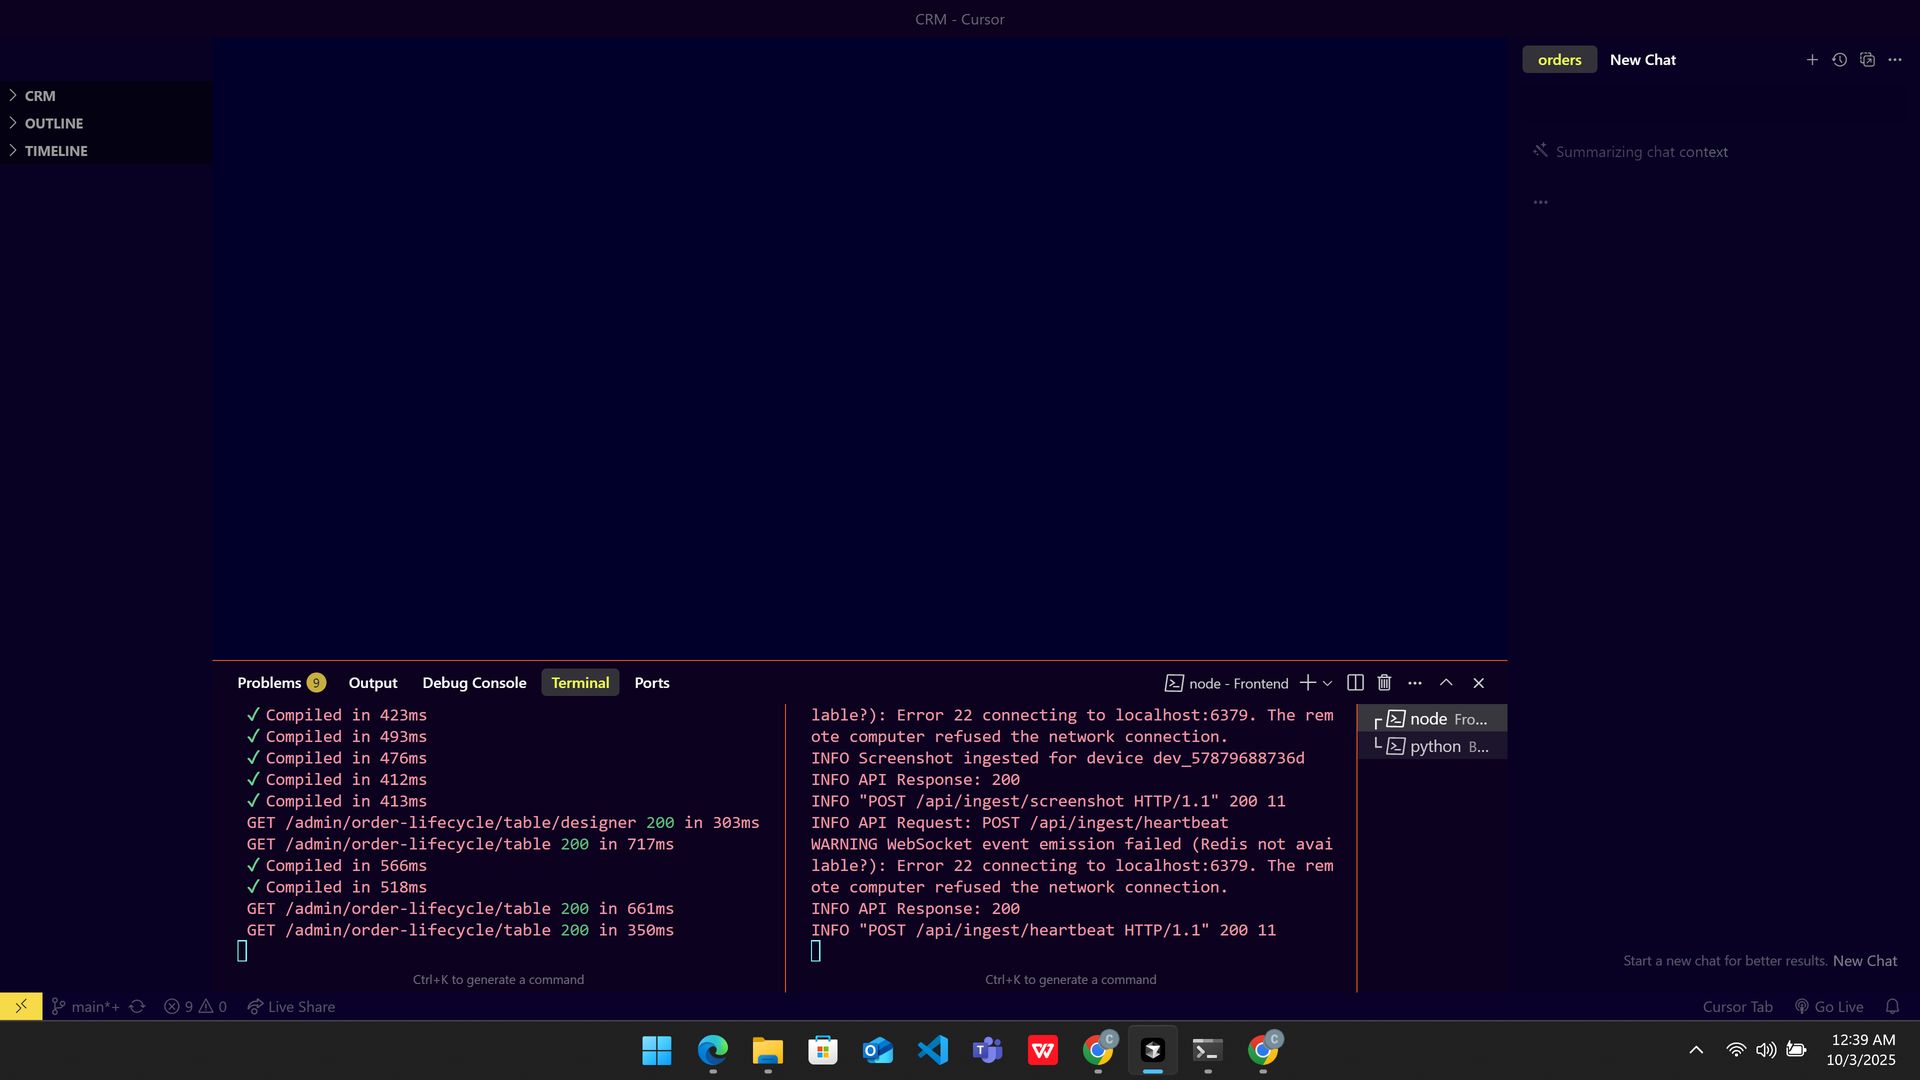 CRM - Cursor
CRM
OUTLINE
TIMELINE
orders New Chat
Summarizing chat context
Problems 9 Output Debug Console Terminal Ports
node - Frontend
✓ Compiled in 423ms
✓ Compiled in 493ms
✓ Compiled in 476ms
✓ Compiled in 412ms
✓ Compiled in 413ms
GET /admin/order-lifecycle/table/designer 200 in 303ms
GET /admin/order-lifecycle/table 200 in 717ms
✓ Compiled in 566ms
✓ Compiled in 518ms
GET /admin/order-lifecycle/table 200 in 661ms
GET /admin/order-lifecycle/table 200 in 350ms
Ctrl+K to generate a command
lable?): Error 22 connecting to localhost:6379. The rem
ote computer refused the network connection.
INFO Screenshot ingested for device dev_57879688736d
INFO API Response: 200
INFO "POST /api/ingest/screenshot HTTP/1.1" 200 11
INFO API Request: POST /api/ingest/heartbeat
WARNING WebSocket event emission failed (Redis not avai
lable?): Error 22 connecting to localhost:6379. The rem
ote computer refused the network connection.
INFO API Response: 200
INFO "POST /api/ingest/heartbeat HTTP/1.1" 200 11
Ctrl+K to generate a command
node Fro...
python B...
Start a new chat for better results. New Chat
main*+ 9 0 Live Share
Cursor Tab Go Live
12:39 AM
10/3/2025